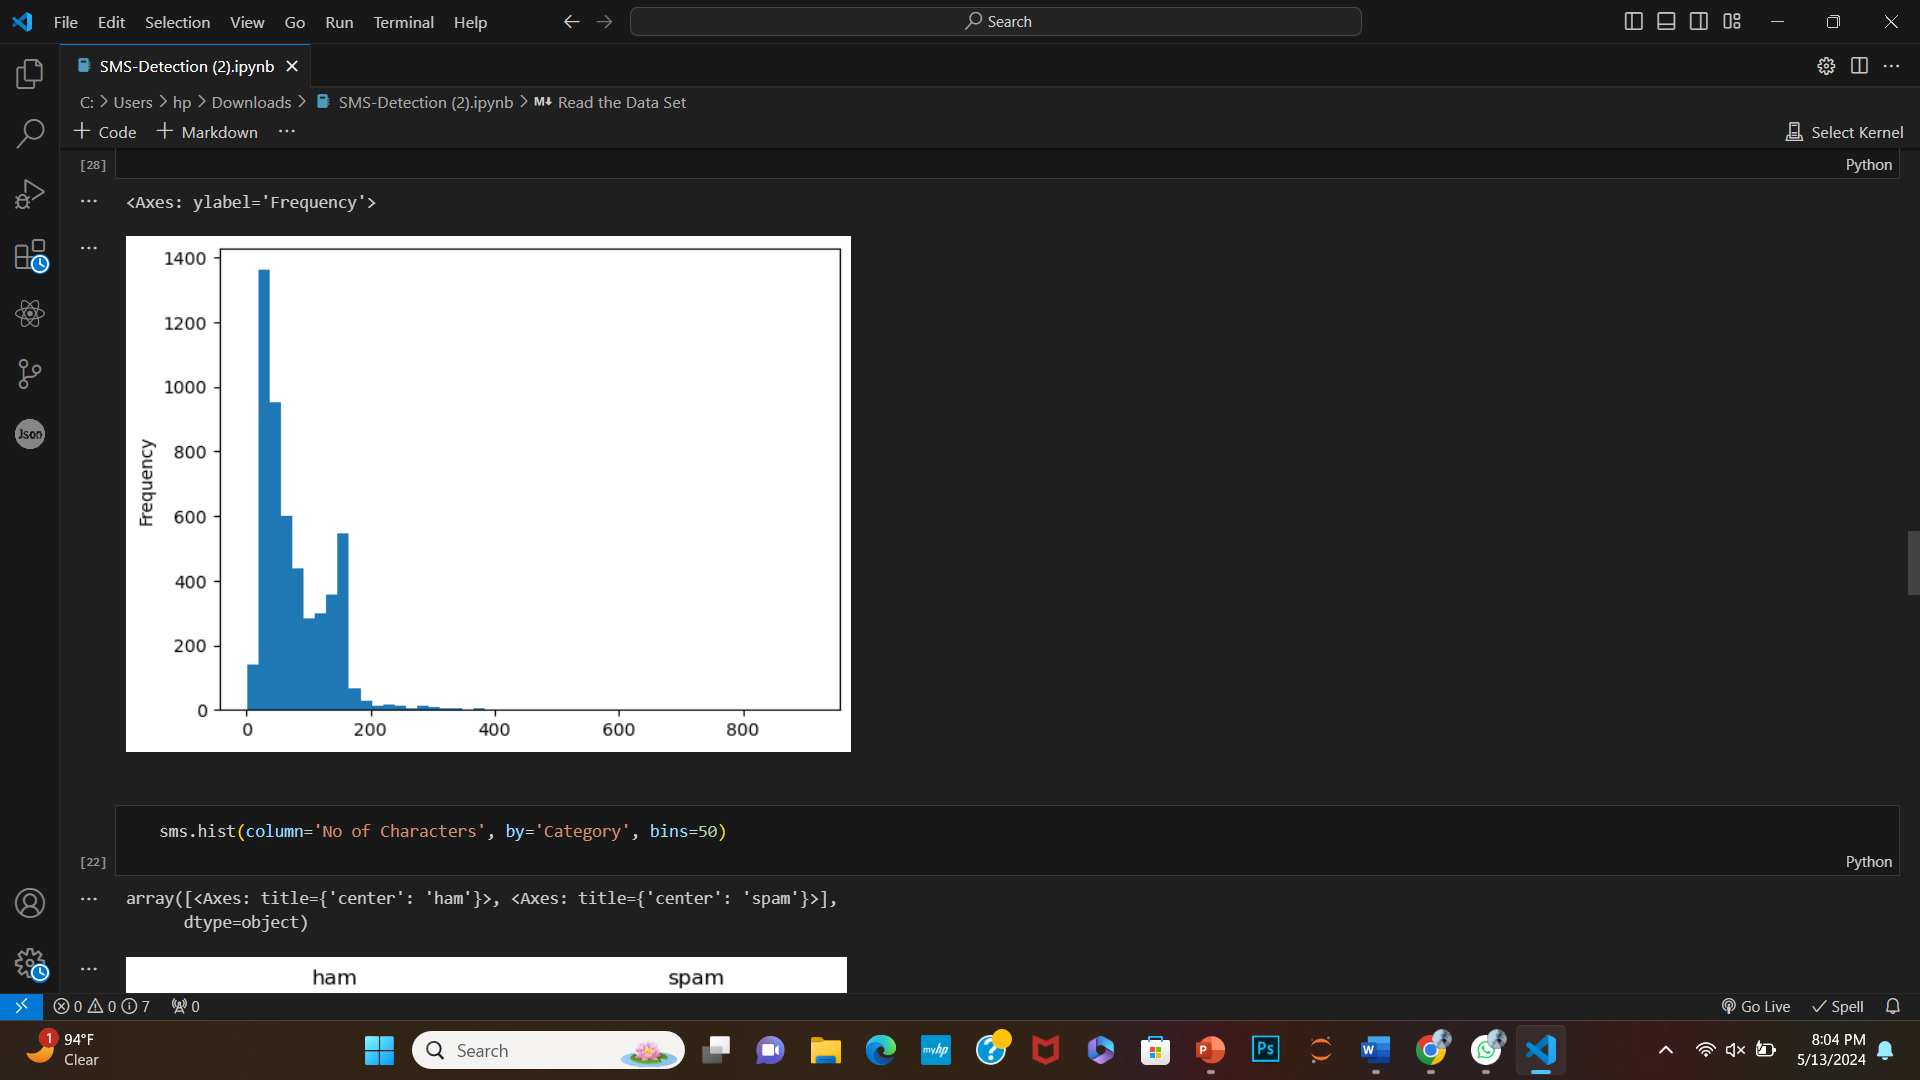 File Edit Selection View Go Run Terminal Help Search
SMS-Detection (2).ipynb
C: > Users > hp > Downloads > SMS-Detection (2).ipynb > M↓ Read the Data Set
+ Code + Markdown ... Select Kernel
[28] Python
... <Axes: ylabel='Frequency'>
...
1400
1200
1000
800
600
400
200
0
Frequency
0 200 400 600 800
sms.hist(column='No of Characters', by='Category', bins=50)
[22] Python
... array([<Axes: title={'center': 'ham'}>, <Axes: title={'center': 'spam'}>],
dtype=object)
...
ham spam
Json
0 0 7 0 Go Live Spell
1 94°F
Clear
Search
myhp
?
P
Ps
W
8:04 PM
5/13/2024